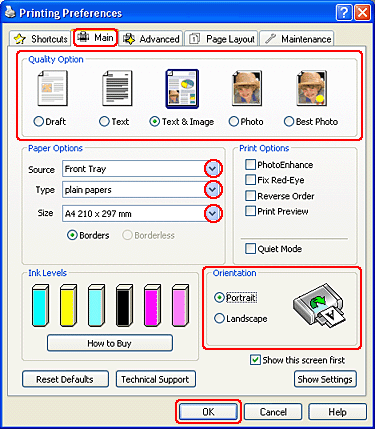 Printing Preferences
Shortcuts Main Advanced Page Layout Maintenance
Quality Option
Draft Text Text & Image Photo Best Photo
Paper Options
Source Front Tray
Type plain papers
Size A4 210 x 297 mm
Borders Borderless
Print Options
PhotoEnhance
Fix Red-Eye
Reverse Order
Print Preview
Quiet Mode
Ink Levels
How to Buy
Orientation
Portrait
Landscape
A
Show this screen first
Reset Defaults Technical Support Show Settings
OK Cancel Help